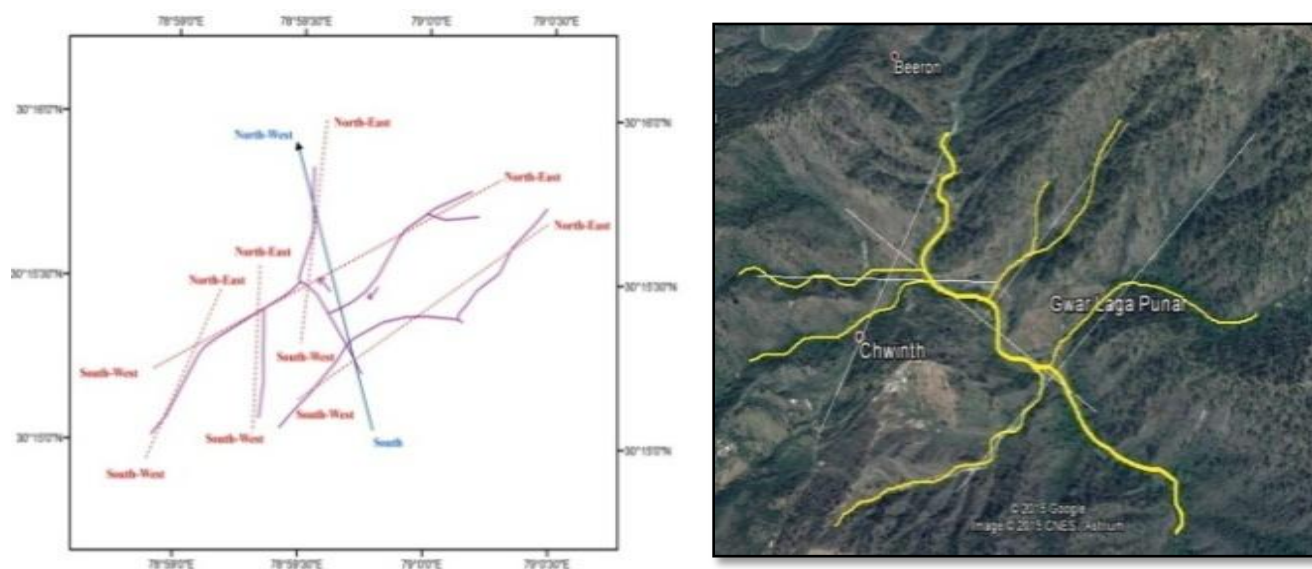 78°59'0"E
78°59'30"E
79°0'0"E
79°0'30"E
30°16'0"N
30°16'0"N
North-East
North-West
North-East
North-East
North-East
North-East
30°15'30"N
30°15'30"N
South-West
South-West
South-West
South-West
South-West
South
30°15'0"N
30°15'0"N
78°59'0"E
78°59'30"E
79°0'0"E
79°0'30"E
Beeron
Gwar Laga Punar
Chwinth
© 2015 Google
Image © 2015 CNES / Astrium